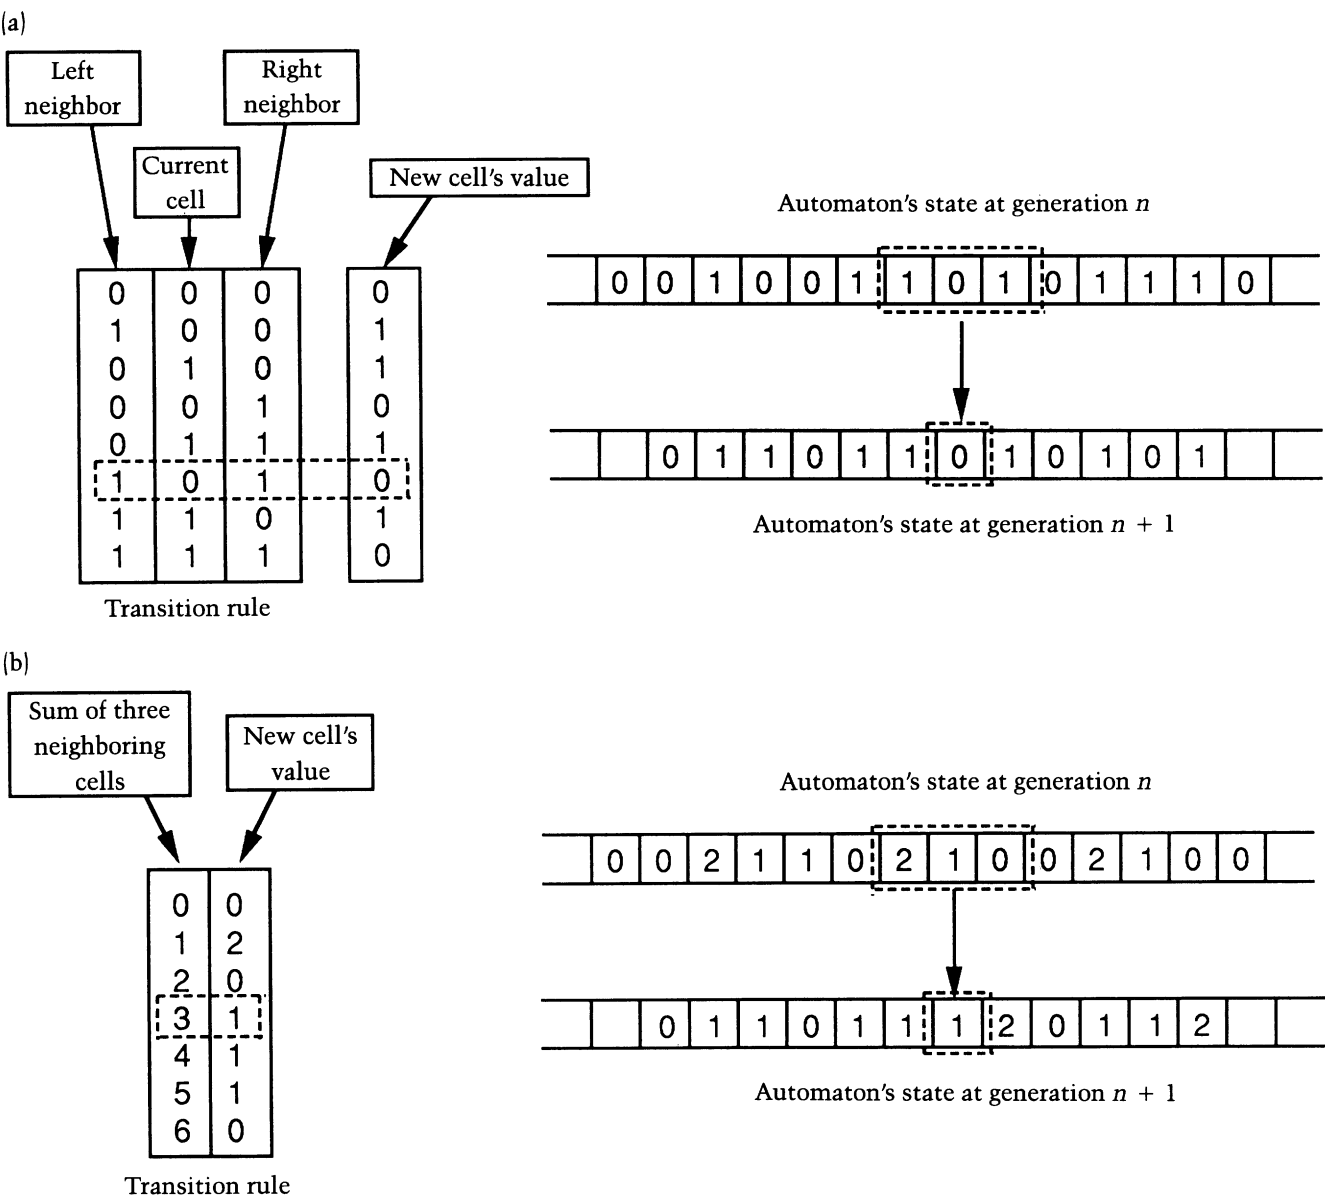 (a)
Left
neighbor
Right
neighbor
Current
cell
New cell's value
0 0 0 0
1 0 0 1
0 1 0 1
0 0 1 0
0 1 1 1
1 0 1 0
1 1 0 1
1 1 1 0
Transition rule
Automaton's state at generation n
0 0 1 0 0 1 1 0 1 0 1 1 1 0
0 1 1 0 1 1 0 1 0 1 0 1
Automaton's state at generation n + 1
(b)
Sum of three
neighboring
cells
New cell's
value
0 0
1 2
2 0
3 1
4 1
5 1
6 0
Transition rule
Automaton's state at generation n
0 0 2 1 1 0 2 1 0 0 2 1 0 0
0 1 1 0 1 1 1 2 0 1 1 2
Automaton's state at generation n + 1